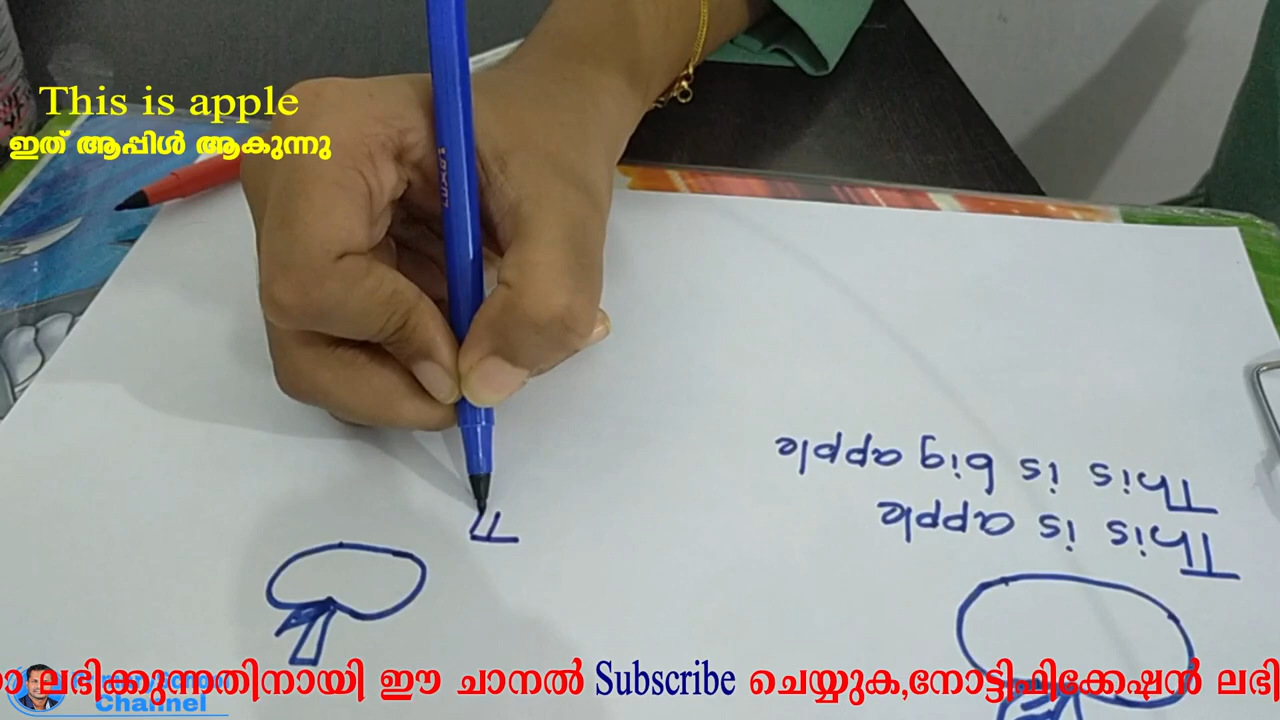 This is apple
ഇത് ആപ്പിൾ ആകുന്നു
This is apple
This is big apple
ലഭിക്കുന്നതിനായി ഈ ചാനൽ Subscribe ചെയ്യുക,നോട്ടിഫിക്കേഷൻ ലഭി
Channel